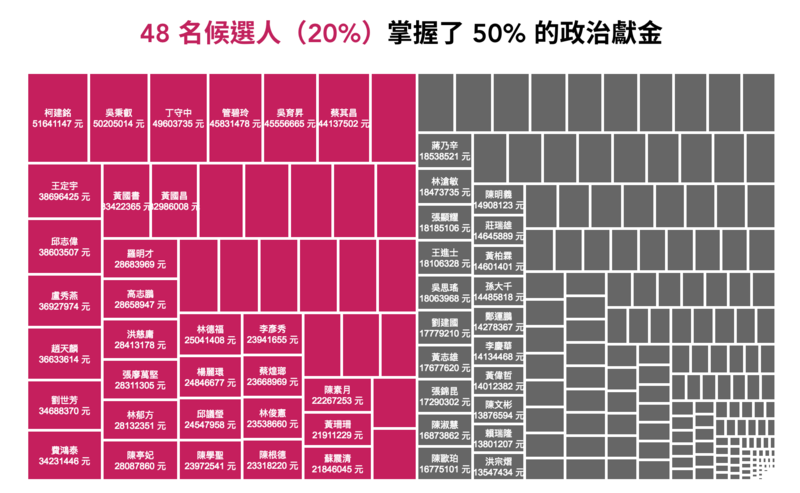 48 名候選人（20%）掌握了 50% 的政治獻金
柯建銘
51641147 元
吳秉叡
50205014 元
丁守中
49603735 元
管碧玲
45831478 元
吳育昇
45556665 元
蔡其昌
44137502 元
王定宇
38696425 元
邱志偉
38603507 元
盧秀燕
36927974 元
趙天麟
36633614 元
劉世芳
34688370 元
費鴻泰
34231446 元
黃國書
33422365 元
黃國昌
32986008 元
羅明才
28683969 元
高志鵬
28658947 元
洪慈庸
28413178 元
張廖萬堅
28311305 元
林郁方
28132351 元
陳亭妃
28087860 元
林德福
25041408 元
楊麗環
24846677 元
邱議瑩
24547958 元
陳學聖
23972541 元
李彥秀
23941655 元
蔡煌瑯
23668969 元
林俊憲
23538660 元
陳根德
23318220 元
陳素月
22267253 元
黃珊珊
21911229 元
蘇震清
21846045 元
蔣乃辛
18538521 元
林滄敏
18473735 元
張顯耀
18185106 元
王進士
18106328 元
吳思瑤
18063968 元
劉建國
17779210 元
黃志雄
17677620 元
張錦昆
17290302 元
陳淑慧
16873862 元
陳歐珀
16775101 元
陳明義
14908123 元
莊瑞雄
14645889 元
黃柏霖
14601401 元
孫大千
14485818 元
鄭運鵬
14278367 元
李慶華
14134468 元
黃偉哲
14012382 元
陳文彬
13876594 元
賴瑞隆
13801207 元
洪宗熠
13547434 元